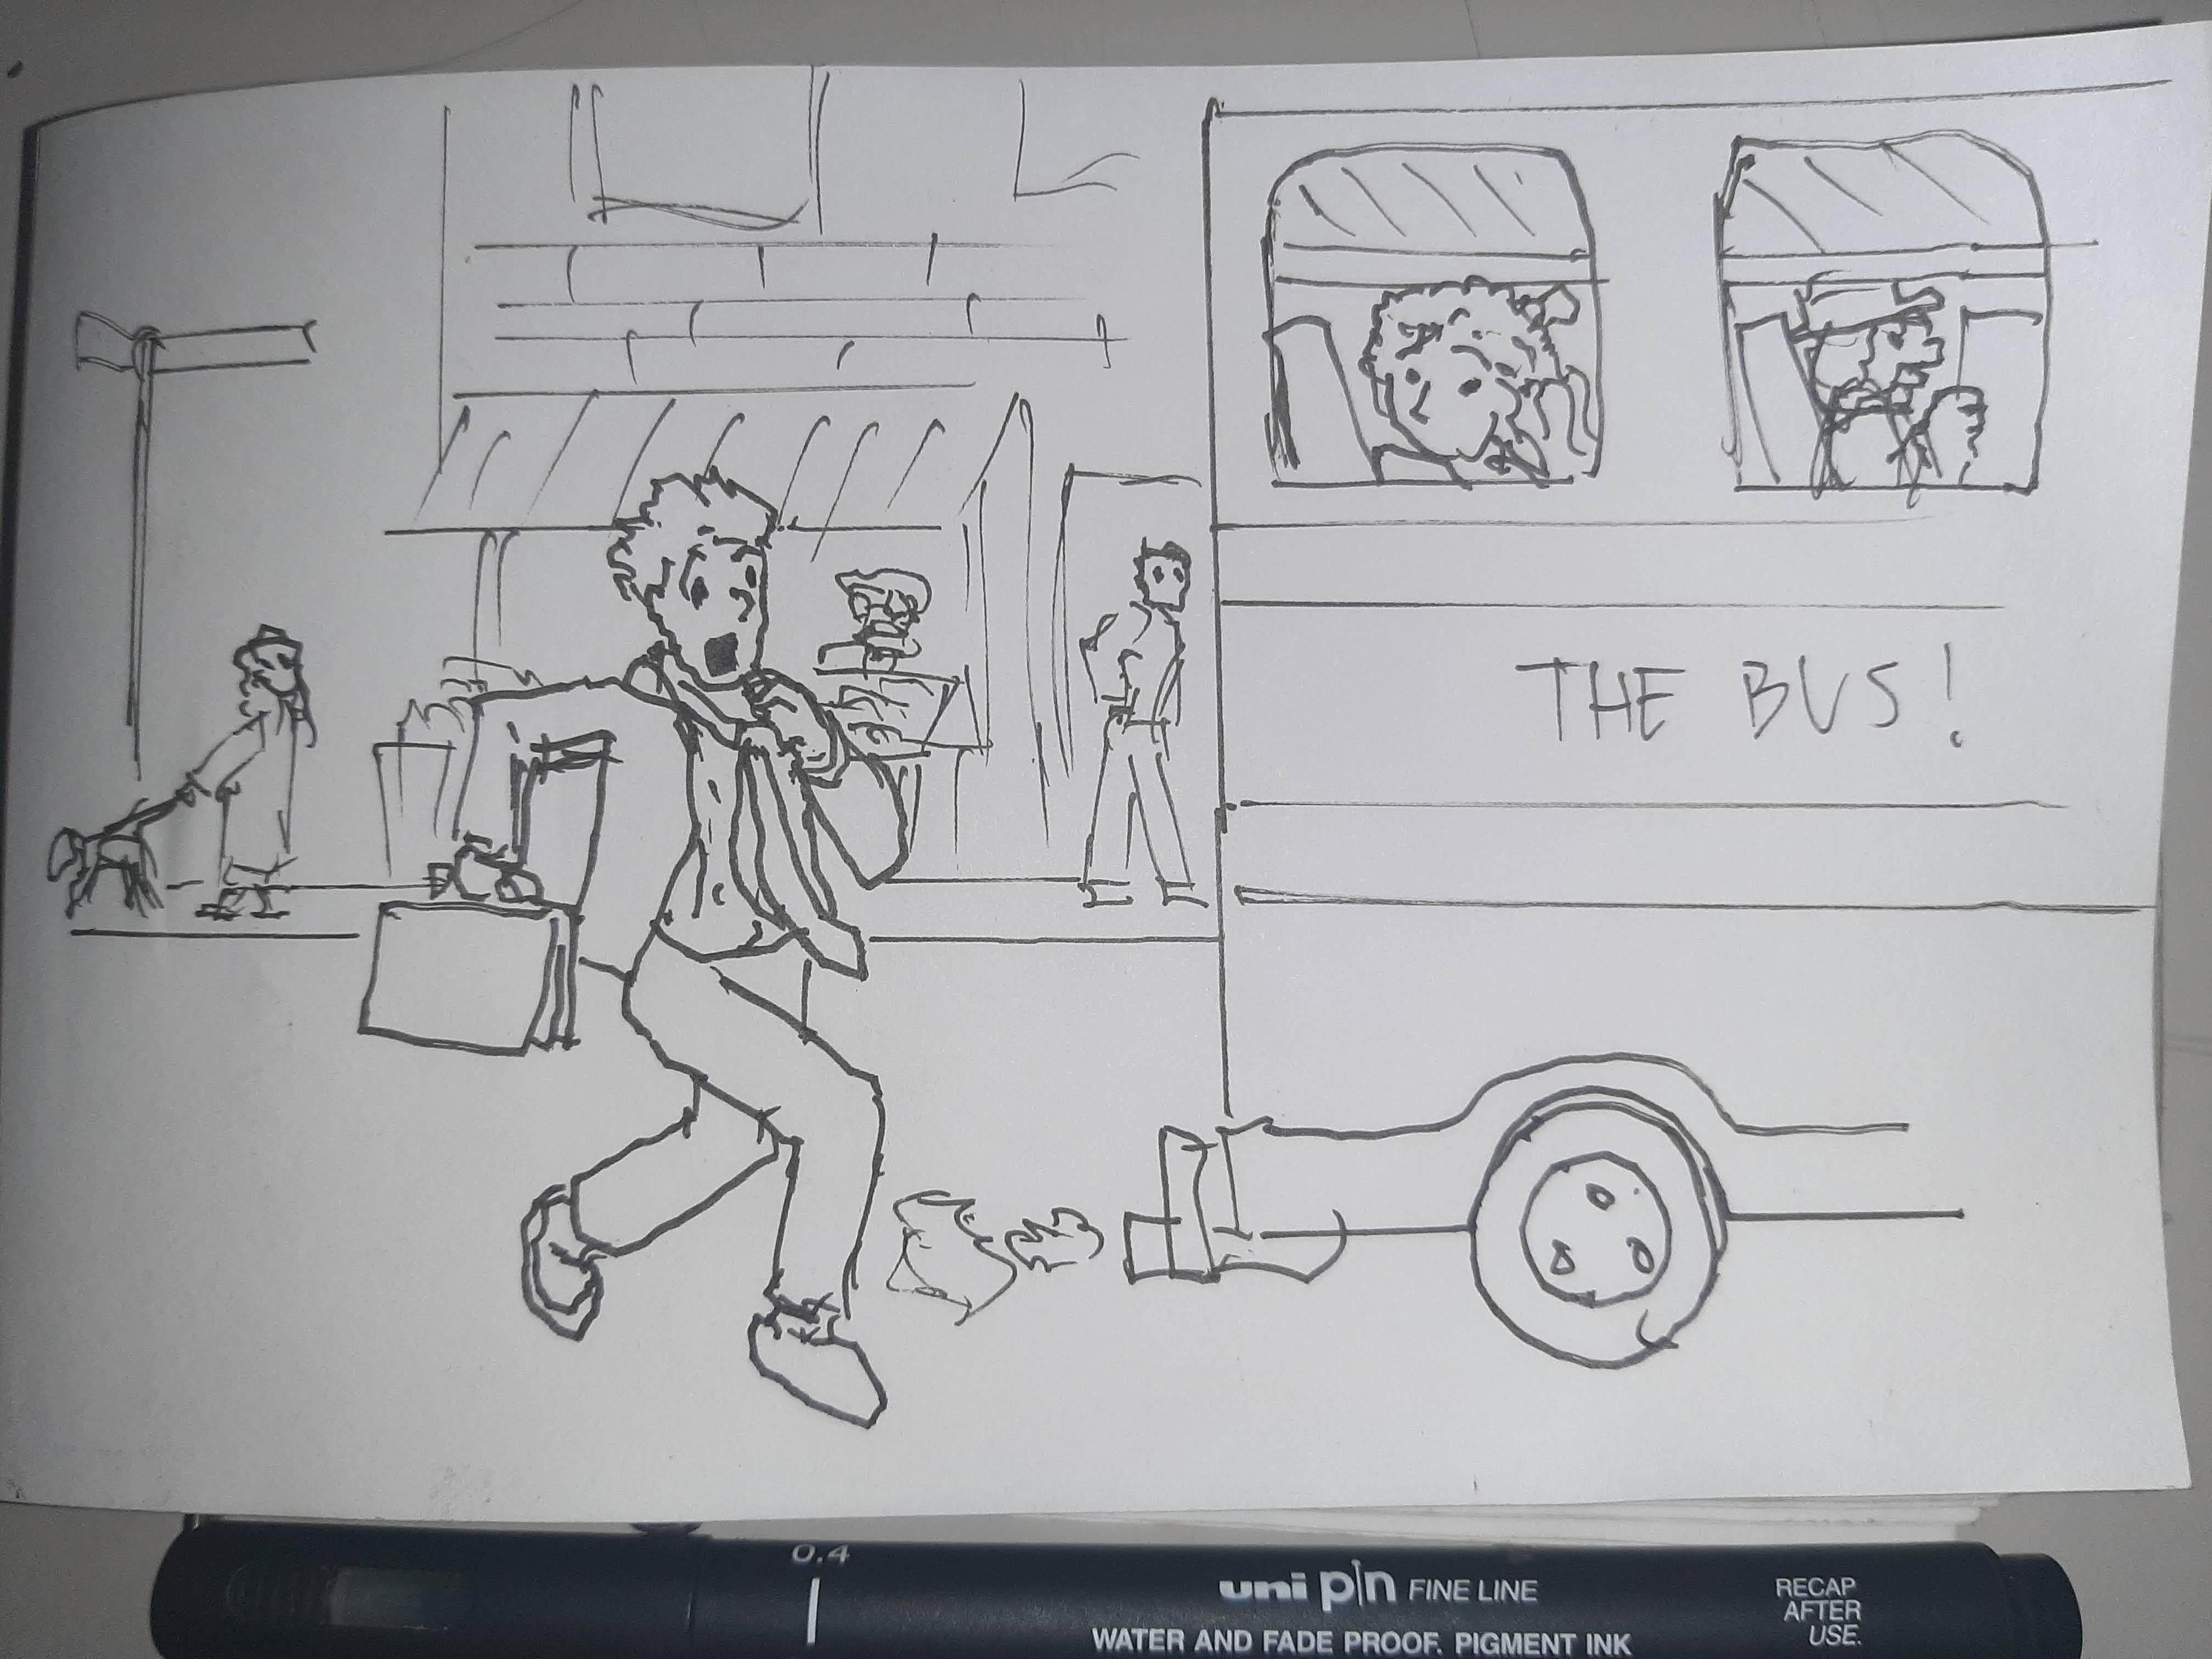 THE BUS!
0.4
uni pin FINE LINE
WATER AND FADE PROOF. PIGMENT INK
RECAP
AFTER
USE.